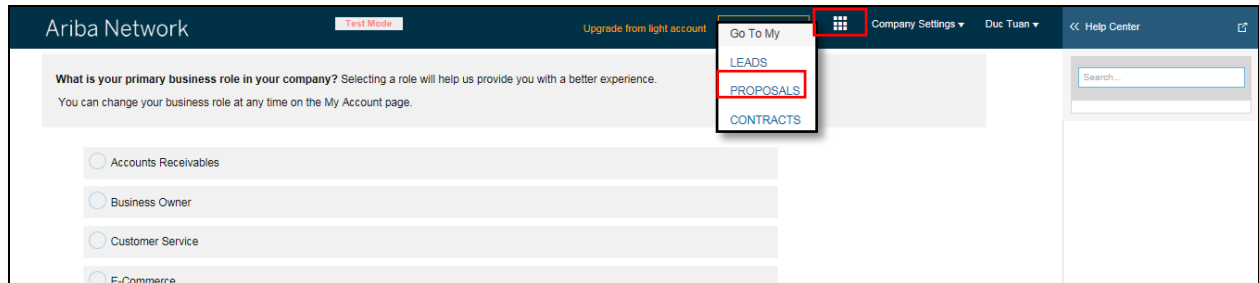 Ariba Network
Test Mode
Upgrade from light account
Company Settings
Duc Tuan
<< Help Center
Go To My
LEADS
PROPOSALS
CONTRACTS
Search...
What is your primary business role in your company? Selecting a role will help us provide you with a better experience.
You can change your business role at any time on the My Account page.
Accounts Receivables
Business Owner
Customer Service
E-Commerce